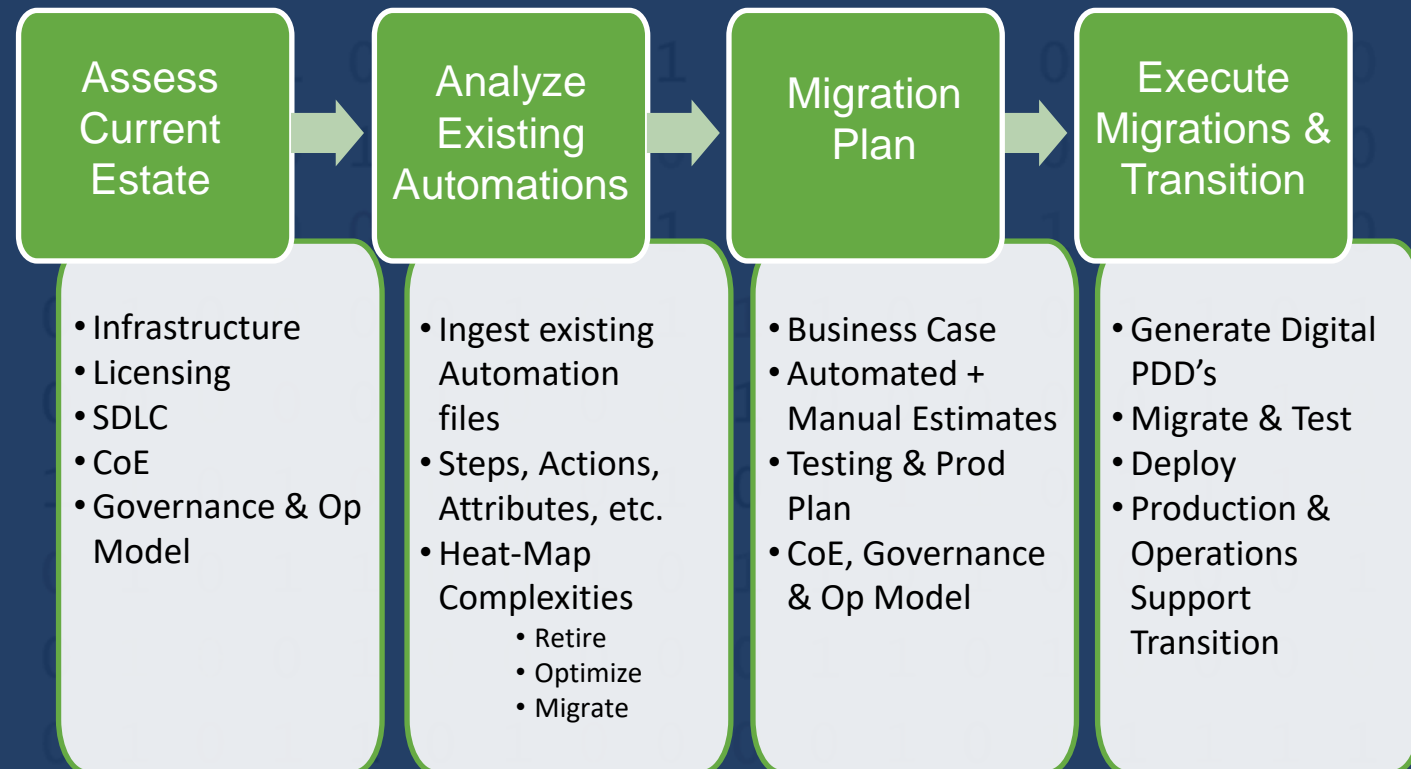 Assess
Current
Estate
• Infrastructure
• Licensing
• SDLC
• CoE
• Governance & Op
Model
Analyze
Existing
Automations
• Ingest existing
Automation
files
• Steps, Actions,
Attributes, etc.
• Heat-Map
Complexities
• Retire
• Optimize
• Migrate
Migration
Plan
• Business Case
• Automated +
Manual Estimates
• Testing & Prod
Plan
• CoE, Governance
& Op Model
Execute
Migrations &
Transition
• Generate Digital
PDD’s
• Migrate & Test
• Deploy
• Production &
Operations
Support
Transition